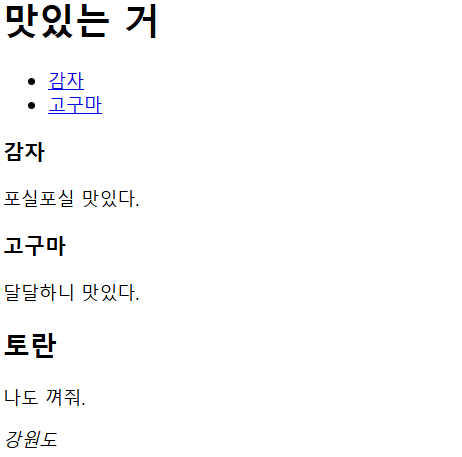 맛있는 거
감자
고구마
감자
포실포실 맛있다.
고구마
달달하니 맛있다.
토란
나도 껴줘.
강원도